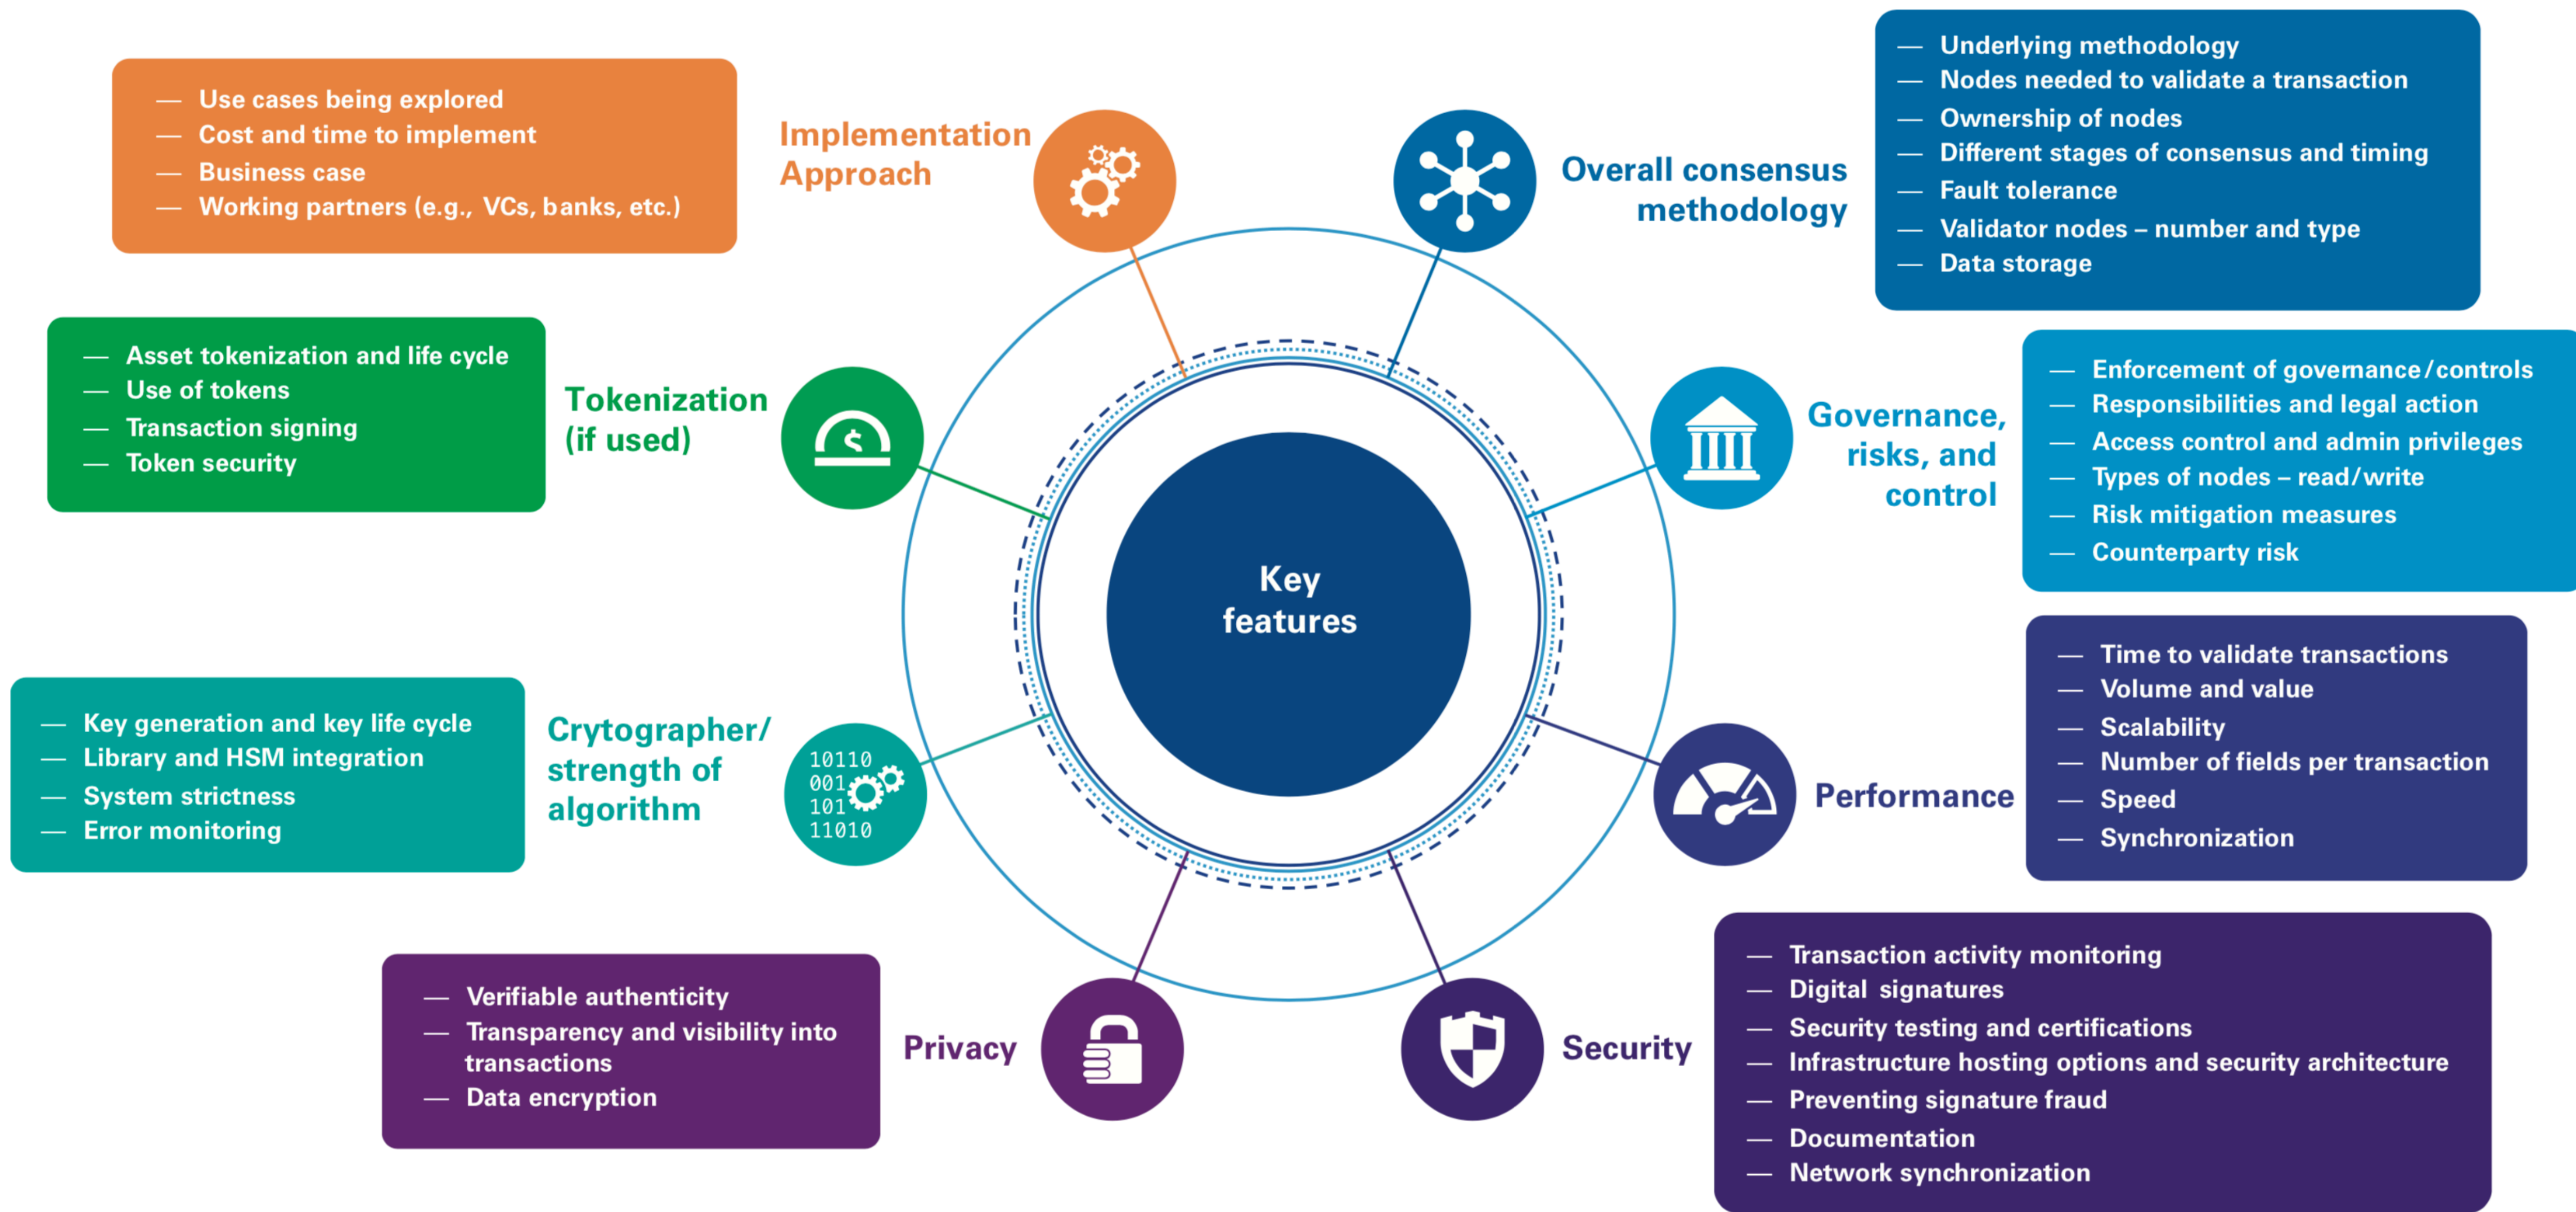 Key
features
Implementation
Approach
— Use cases being explored
— Cost and time to implement
— Business case
— Working partners (e.g., VCs, banks, etc.)
Overall consensus
methodology
— Underlying methodology
— Nodes needed to validate a transaction
— Ownership of nodes
— Different stages of consensus and timing
— Fault tolerance
— Validator nodes – number and type
— Data storage
Tokenization
(if used)
— Asset tokenization and life cycle
— Use of tokens
— Transaction signing
— Token security
$
Governance,
risks, and
control
— Enforcement of governance/controls
— Responsibilities and legal action
— Access control and admin privileges
— Types of nodes – read/write
— Risk mitigation measures
— Counterparty risk
Crytographer/
strength of
algorithm
— Key generation and key life cycle
— Library and HSM integration
— System strictness
— Error monitoring
10110
001
101
11010
Performance
— Time to validate transactions
— Volume and value
— Scalability
— Number of fields per transaction
— Speed
— Synchronization
Privacy
— Verifiable authenticity
— Transparency and visibility into
transactions
— Data encryption
Security
— Transaction activity monitoring
— Digital signatures
— Security testing and certifications
— Infrastructure hosting options and security architecture
— Preventing signature fraud
— Documentation
— Network synchronization